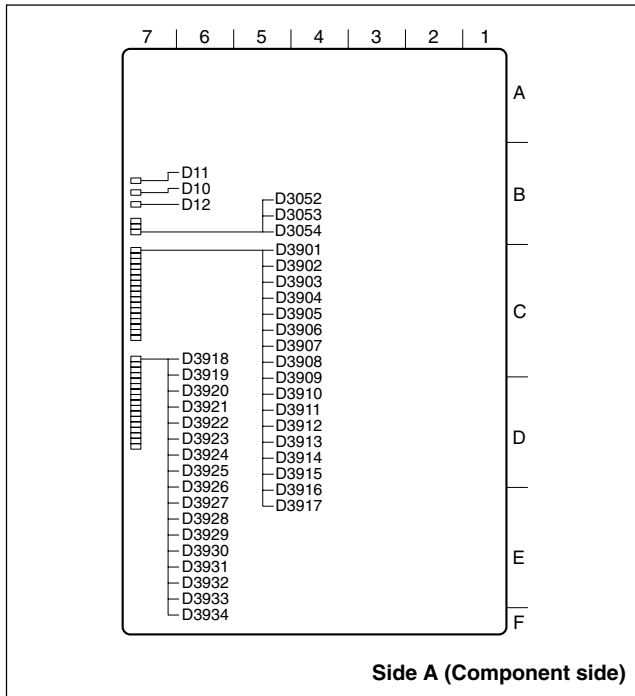 7 6 5 4 3 2 1
A
B
C
D
E
F
D11
D10
D12
D3052
D3053
D3054
D3901
D3902
D3903
D3904
D3905
D3906
D3907
D3908
D3909
D3910
D3911
D3912
D3913
D3914
D3915
D3916
D3917
D3918
D3919
D3920
D3921
D3922
D3923
D3924
D3925
D3926
D3927
D3928
D3929
D3930
D3931
D3932
D3933
D3934
Side A (Component side)